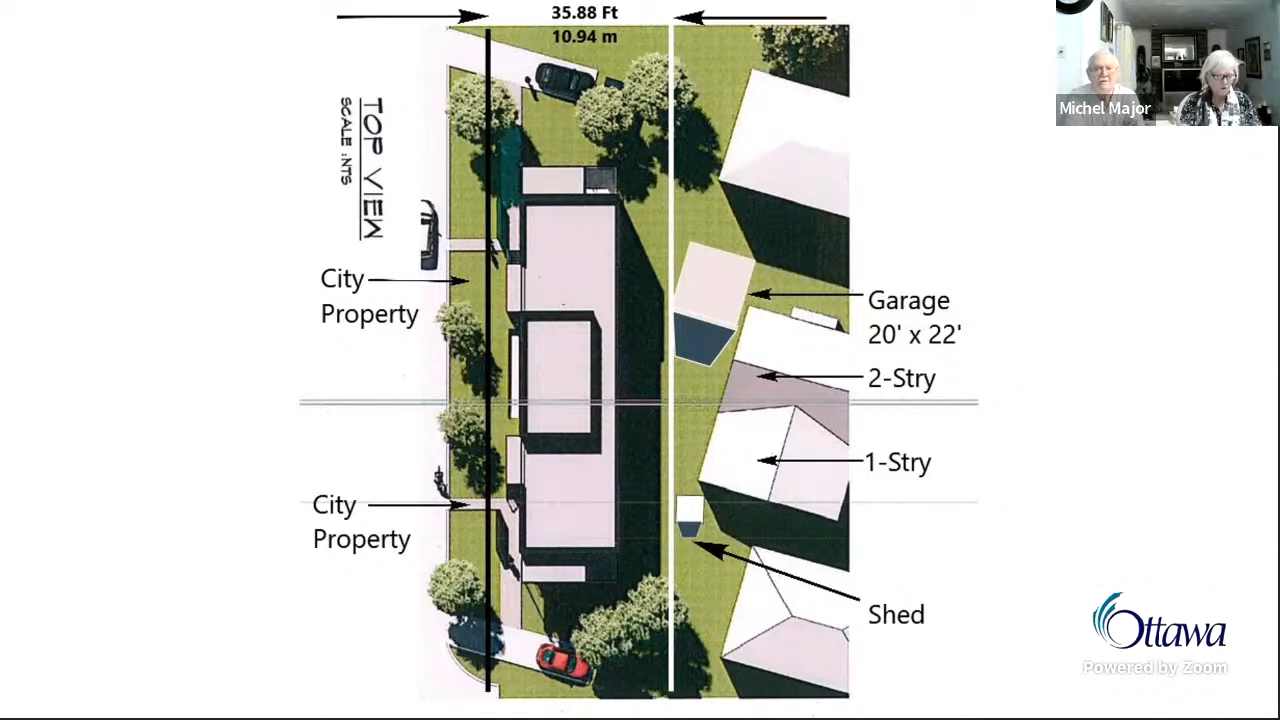 35.88 Ft
10.94 m
TOP VIEW
SCALE : NTS
City
Property
Garage
20' x 22'
2-Stry
1-Stry
City
Property
Shed
Michel Major
Ottawa
Powered by Zoom